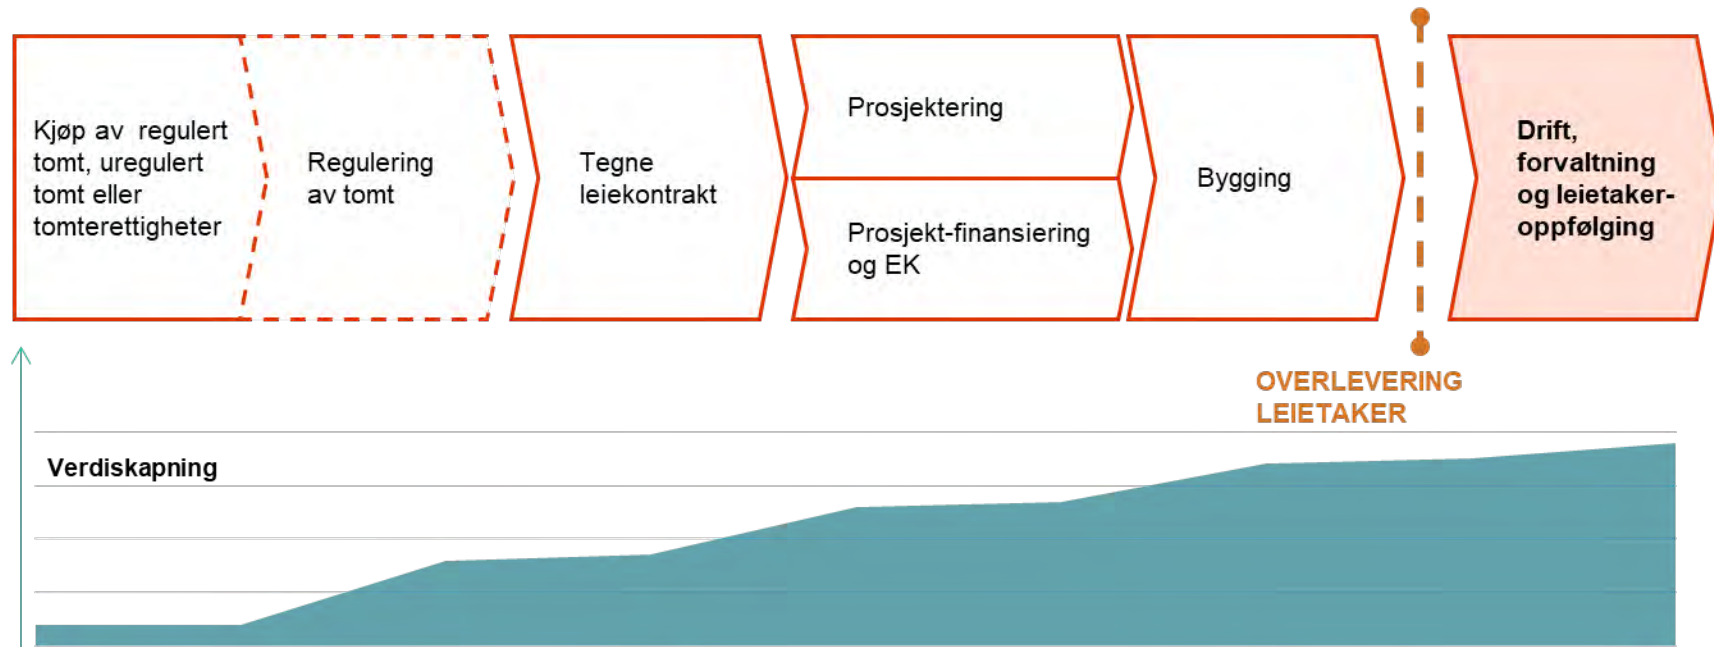 Kjøp av regulert
tomt, uregulert
tomt eller
tomterettigheter
Regulering
av tomt
Tegne
leiekontrakt
Prosjektering
Prosjekt-finansiering
og EK
Bygging
Drift,
forvaltning
og leietaker-
oppfølging
OVERLEVERING
LEIETAKER
Verdiskapning